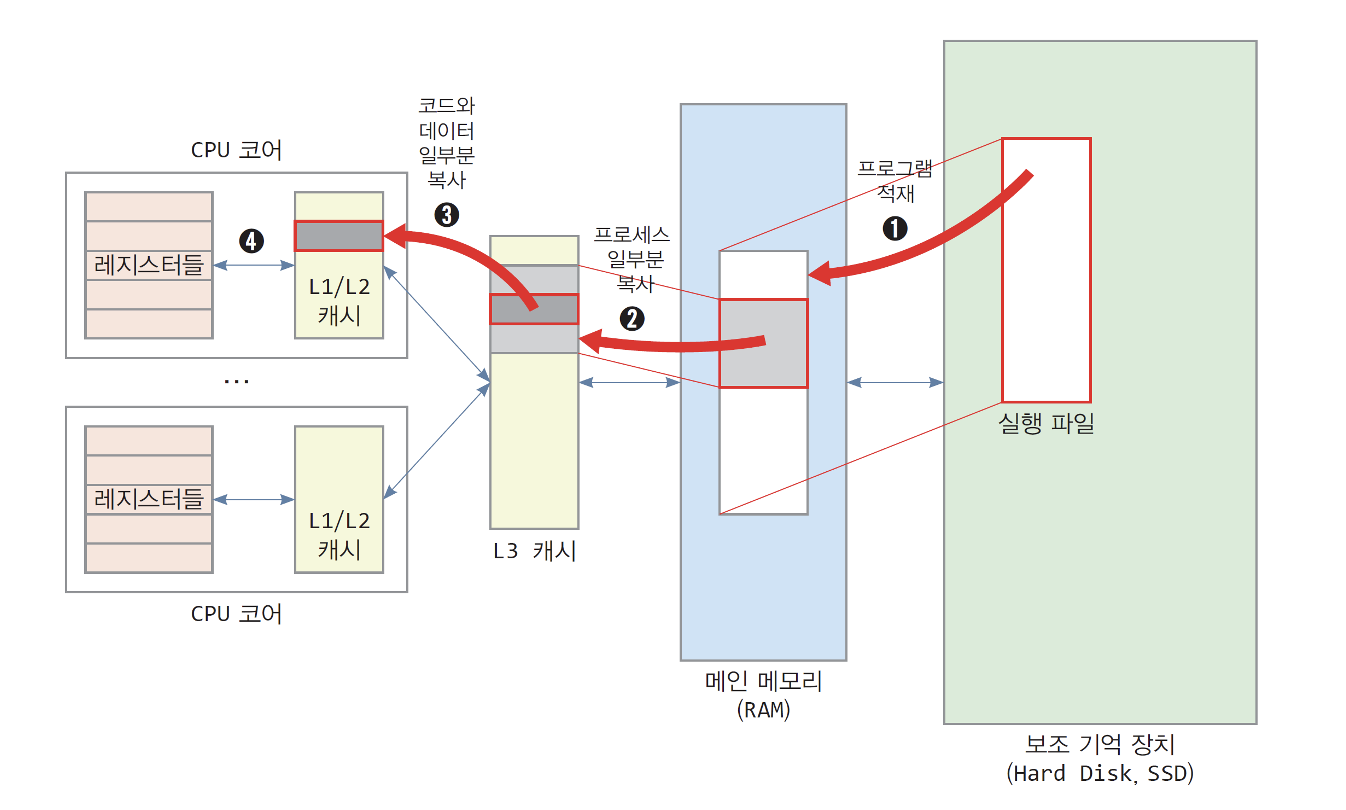 CPU 코어
레지스터들
❹
L1/L2
캐시
...
레지스터들
L1/L2
캐시
CPU 코어
코드와
데이터
일부분
복사
❸
L3 캐시
프로세스
일부분
복사
❷
메인 메모리
(RAM)
프로그램
적재
❶
실행 파일
보조 기억 장치
(Hard Disk, SSD)